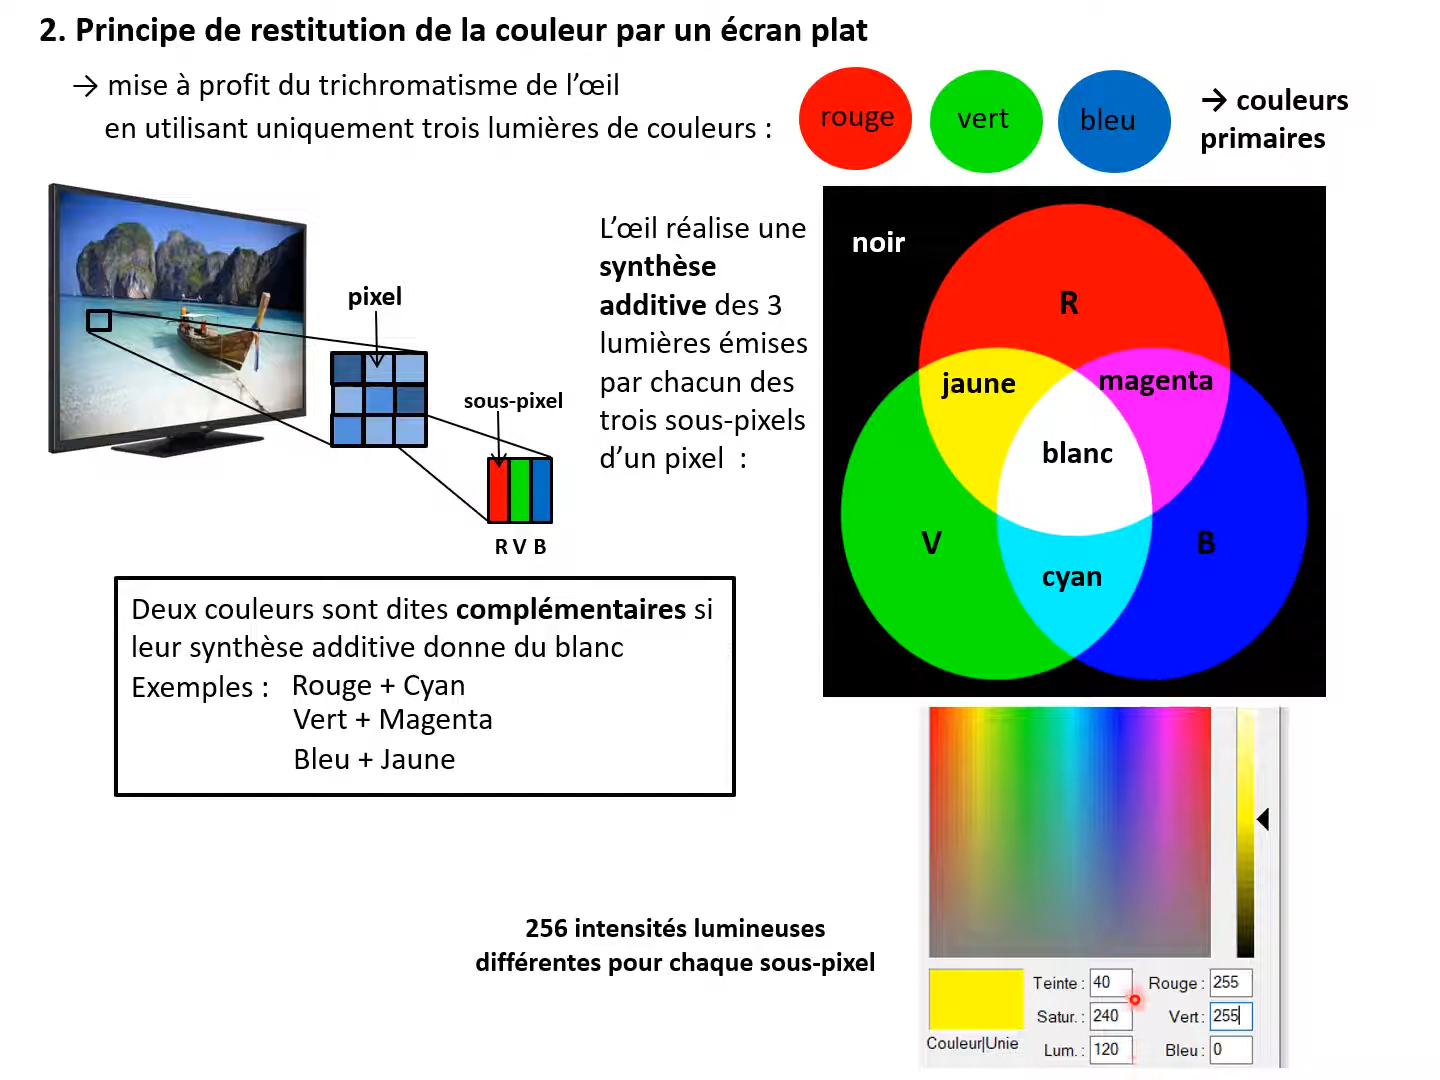 2. Principe de restitution de la couleur par un écran plat
→ mise à profit du trichromatisme de l’œil
en utilisant uniquement trois lumières de couleurs :
rouge
vert
bleu
→ couleurs
primaires
L’œil réalise une
synthèse
additive des 3
lumières émises
par chacun des
trois sous-pixels
d’un pixel :
pixel
sous-pixel
R V B
noir
R
jaune
magenta
blanc
V
B
cyan
Deux couleurs sont dites complémentaires si
leur synthèse additive donne du blanc
Exemples : Rouge + Cyan
Vert + Magenta
Bleu + Jaune
256 intensités lumineuses
différentes pour chaque sous-pixel
Teinte : 40 Rouge : 255
Satur. : 240 Vert : 255
Couleur|Unie
Lum. : 120 Bleu : 0